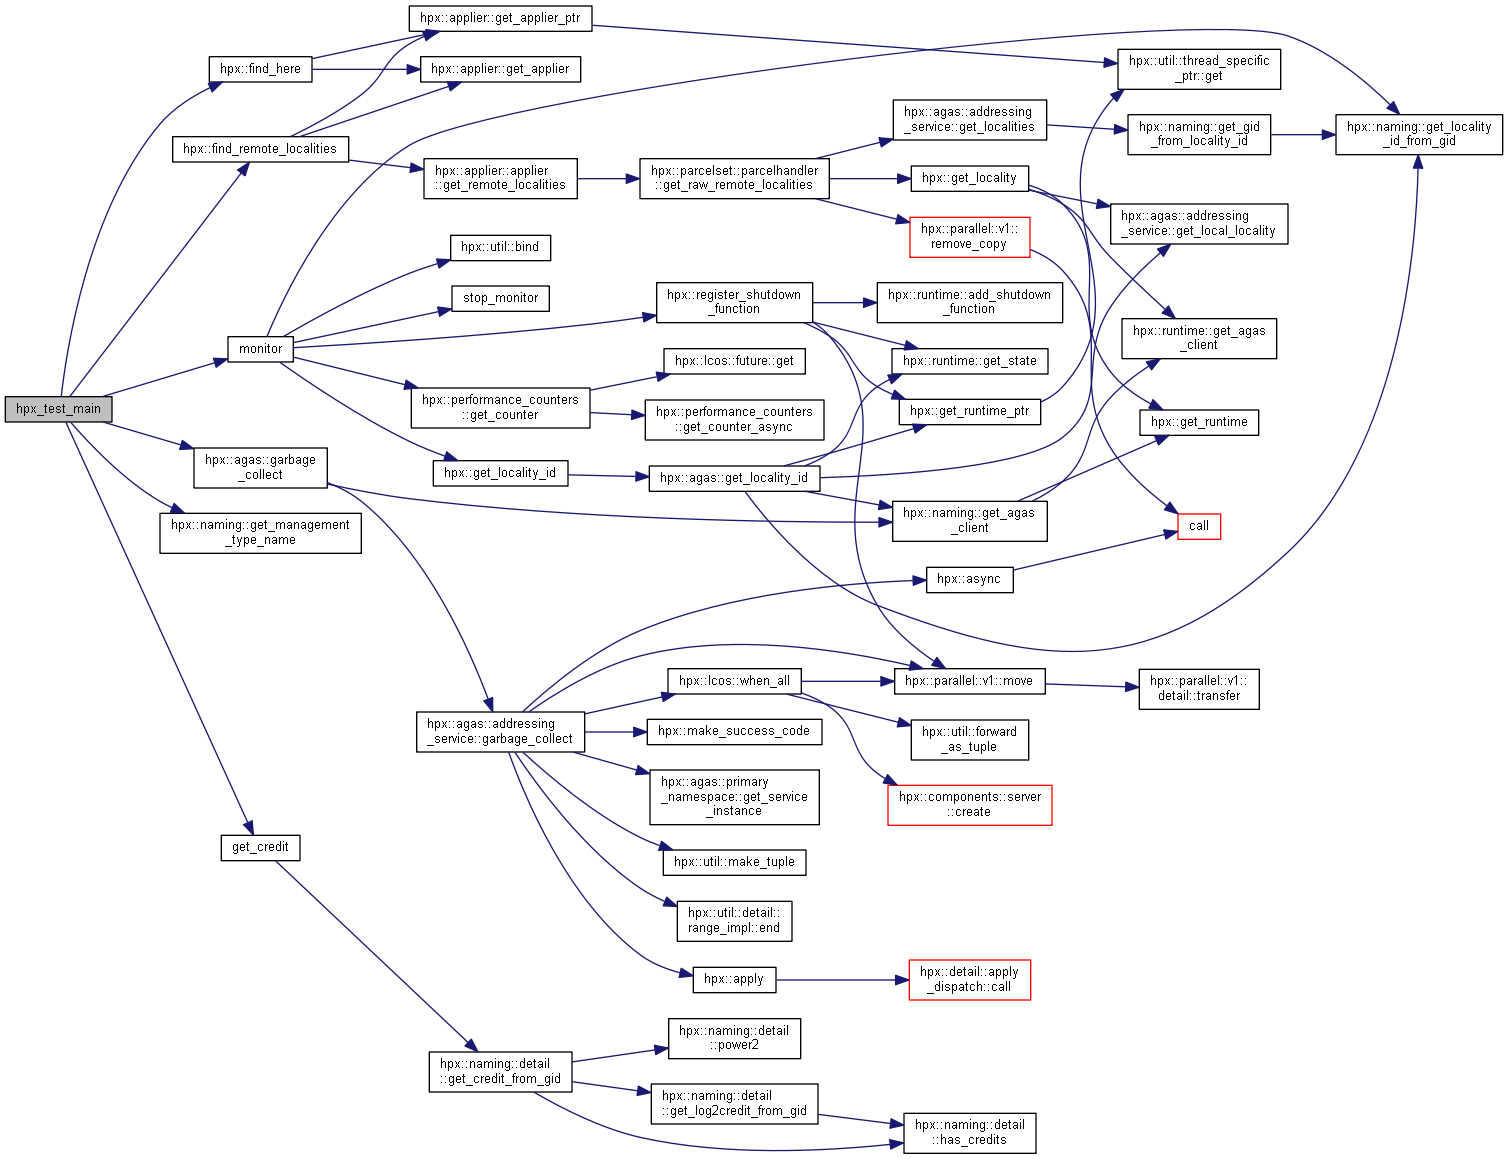 hpx::applier::get_applier_ptr
hpx::find_here
hpx::applier::get_applier
hpx::util::thread_specific
_ptr::get
hpx::find_remote_localities
hpx::agas::addressing
_service::get_localities
hpx::naming::get_gid
_from_locality_id
hpx::naming::get_locality
_id_from_gid
hpx::applier::applier
::get_remote_localities
hpx::parcelset::parcelhandler
::get_raw_remote_localities
hpx::get_locality
hpx::agas::addressing
_service::get_local_locality
hpx::parallel::v1::
remove_copy
hpx::util::bind
stop_monitor
hpx::register_shutdown
_function
hpx::runtime::add_shutdown
_function
hpx::runtime::get_agas
_client
monitor
hpx::lcos::future::get
hpx::runtime::get_state
hpx_test_main
hpx::performance_counters
::get_counter
hpx::performance_counters
::get_counter_async
hpx::get_runtime_ptr
hpx::get_runtime
hpx::agas::garbage
_collect
hpx::get_locality_id
hpx::agas::get_locality_id
hpx::naming::get_agas
_client
hpx::naming::get_management
_type_name
call
hpx::async
hpx::lcos::when_all
hpx::parallel::v1::move
hpx::parallel::v1::
detail::transfer
hpx::agas::addressing
_service::garbage_collect
hpx::make_success_code
hpx::util::forward
_as_tuple
hpx::agas::primary
_namespace::get_service
_instance
hpx::components::server
::create
get_credit
hpx::util::make_tuple
hpx::util::detail::
range_impl::end
hpx::apply
hpx::detail::apply
_dispatch::call
hpx::naming::detail
::power2
hpx::naming::detail
::get_credit_from_gid
hpx::naming::detail
::get_log2credit_from_gid
hpx::naming::detail
::has_credits